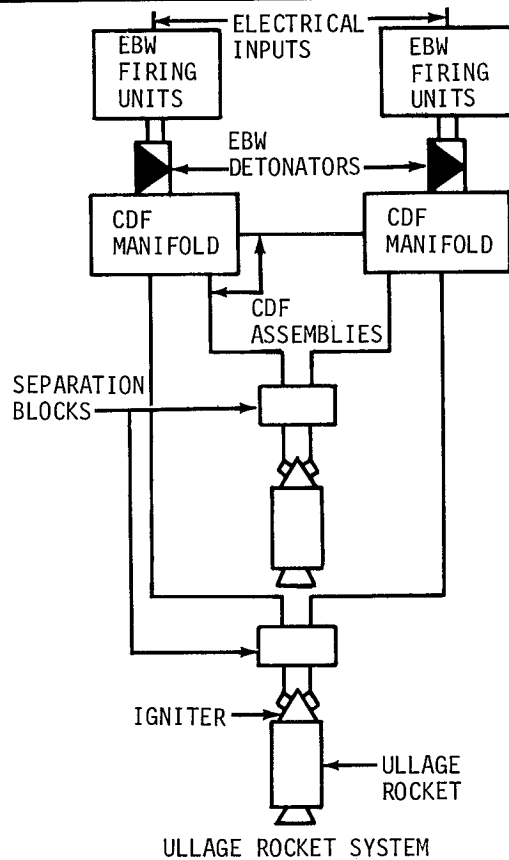 ELECTRICAL
INPUTS
EBW
FIRING
UNITS
EBW
FIRING
UNITS
EBW
DETONATORS
CDF
MANIFOLD
CDF
MANIFOLD
CDF
ASSEMBLIES
SEPARATION
BLOCKS
IGNITER
ULLAGE
ROCKET
ULLAGE ROCKET SYSTEM